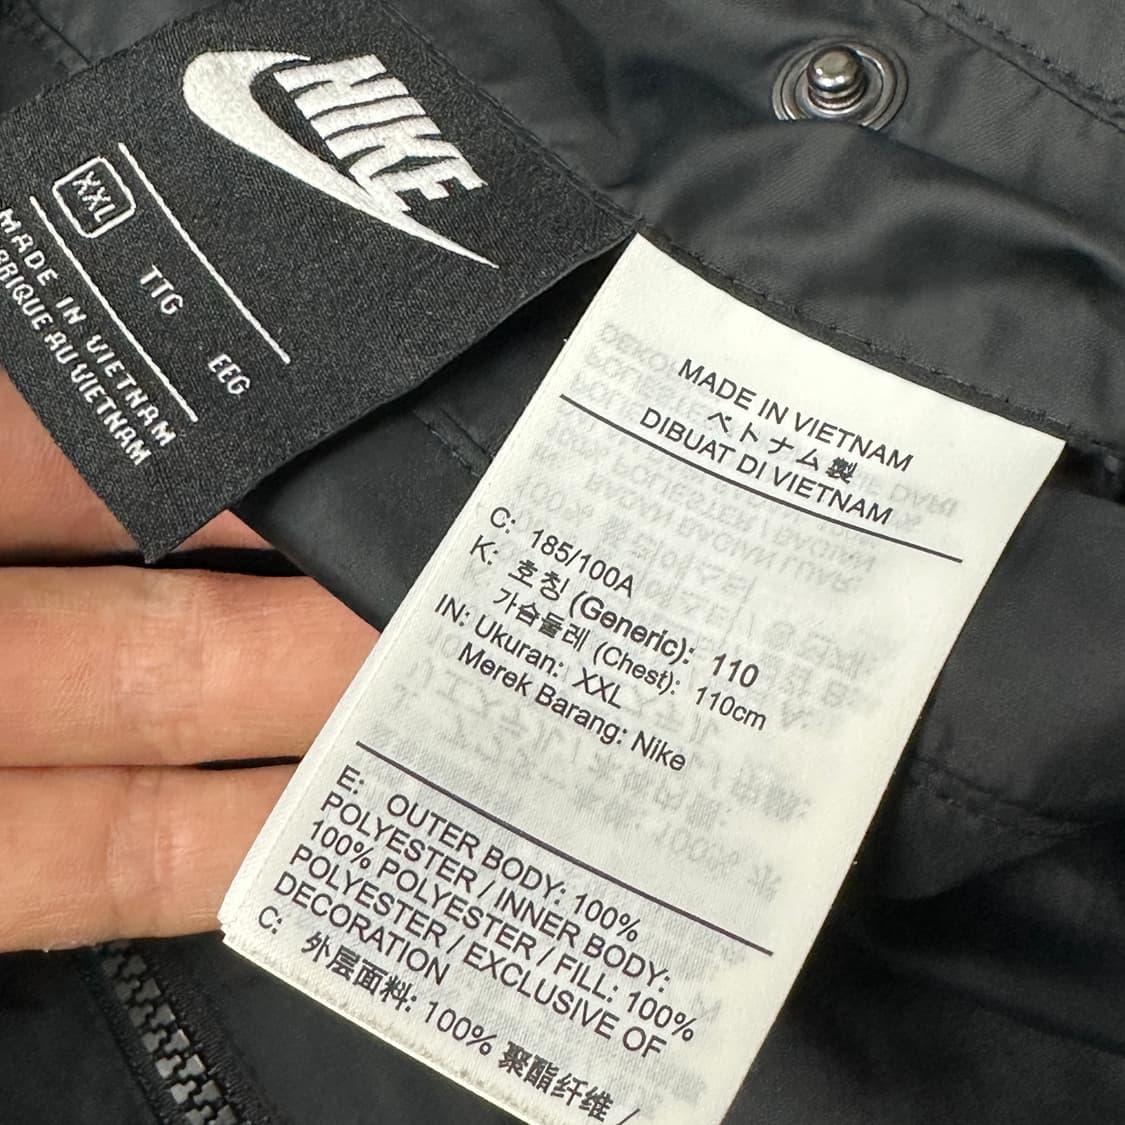 NIKE
XXL TTG EEG
MADE IN VIETNAM
FABRIQUE AU VIETNAM
MADE IN VIETNAM
ベトナム製
DIBUAT DI VIETNAM
C: 185/100A
K: 호칭 (Generic): 110
가슴둘레 (Chest): 110cm
IN: Ukuran: XXL
Merek Barang: Nike
E: OUTER BODY: 100%
POLYESTER / INNER BODY:
100% POLYESTER / FILL: 100%
POLYESTER / EXCLUSIVE OF
DECORATION
C: 外层面料: 100% 聚酯纤维 /